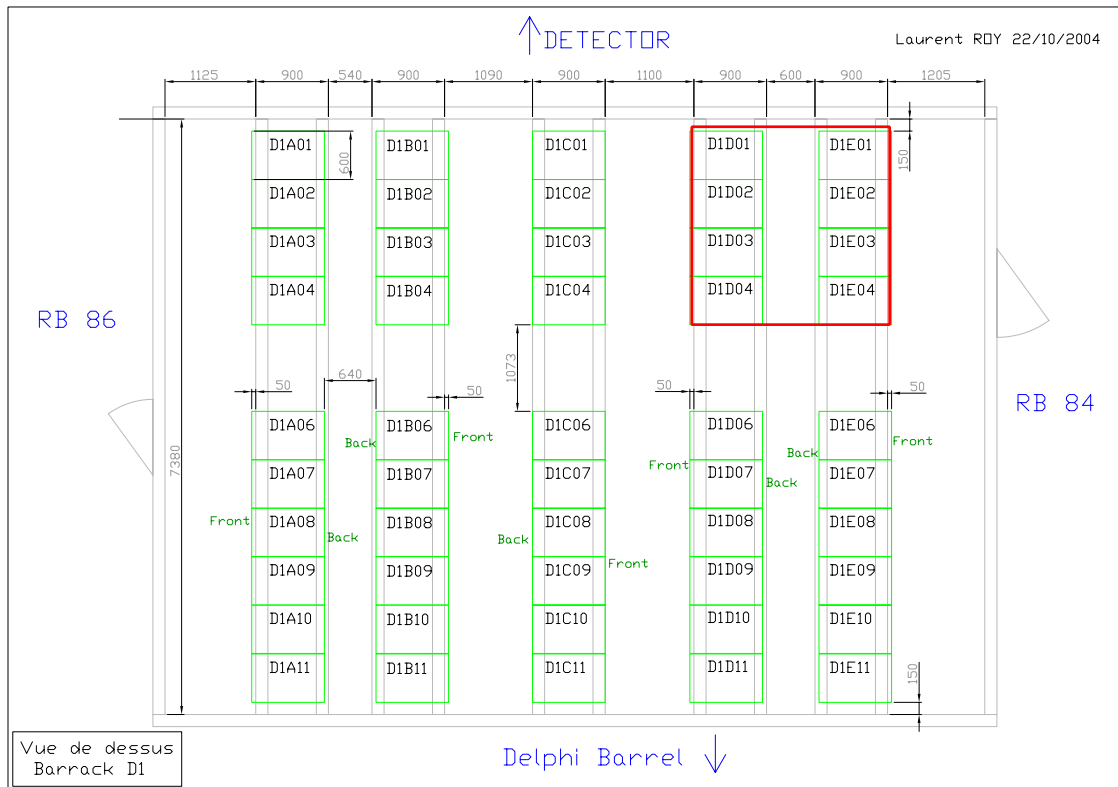 DETECTOR
Laurent ROY 22/10/2004
1125 900 540 900 1090 900 1100 900 600 900 1205
D1A01 D1B01 D1C01 D1D01 D1E01
600 150
D1A02 D1B02 D1C02 D1D02 D1E02
D1A03 D1B03 D1C03 D1D03 D1E03
D1A04 D1B04 D1C04 D1D04 D1E04
RB 86
1073
640
50 50 50 50
RB 84
D1A06 D1B06 D1C06 D1D06 D1E06
Back Front Back Front
7380
D1A07 D1B07 D1C07 D1D07 D1E07
Front Back
D1A08 D1B08 D1C08 D1D08 D1E08
Front Back Back
D1A09 D1B09 D1C09 D1D09 D1E09
Front
D1A10 D1B10 D1C10 D1D10 D1E10
D1A11 D1B11 D1C11 D1D11 D1E11
150
Vue de dessus
Barrack D1
Delphi Barrel